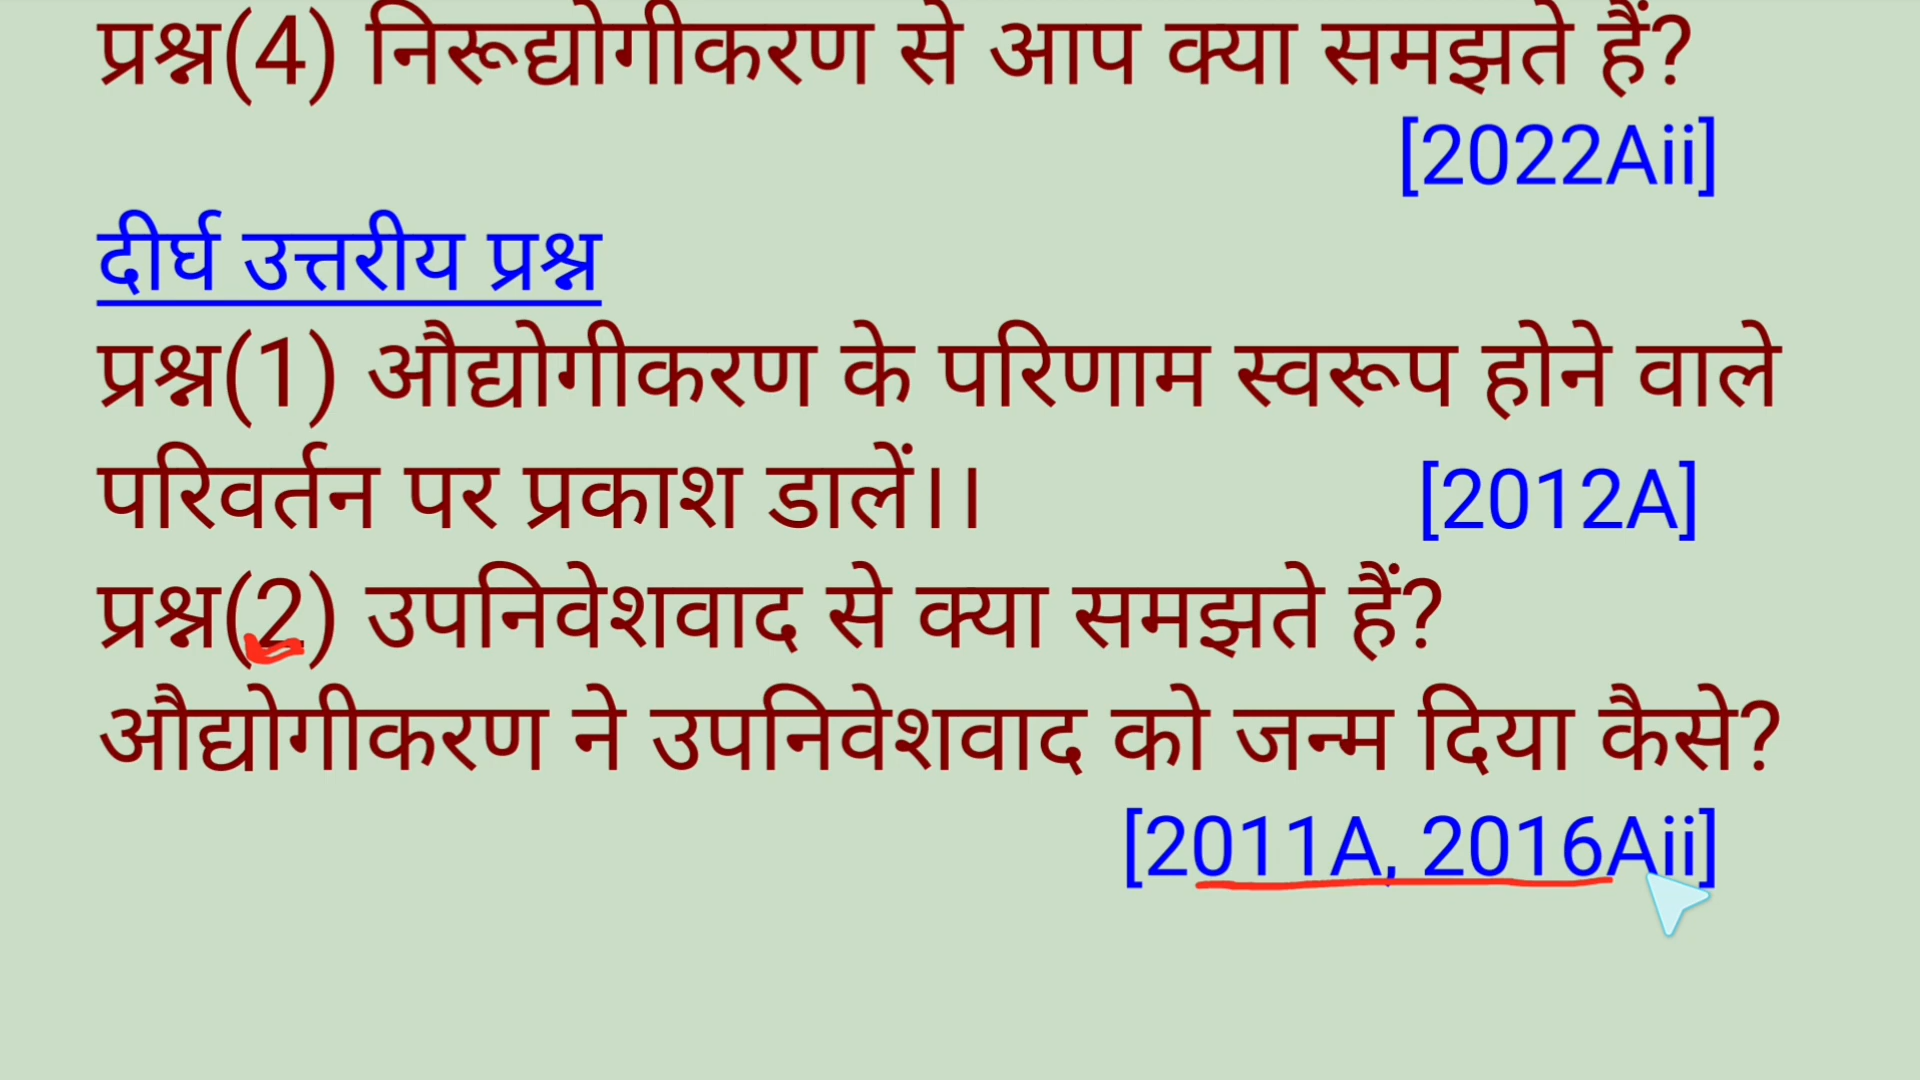 प्रश्न(4) निरूद्योगीकरण से आप क्या समझते हैं?
[2022Aii]
दीर्घ उत्तरीय प्रश्न
प्रश्न(1) औद्योगीकरण के परिणाम स्वरूप होने वाले
परिवर्तन पर प्रकाश डालें।। [2012A]
प्रश्न(2) उपनिवेशवाद से क्या समझते हैं?
औद्योगीकरण ने उपनिवेशवाद को जन्म दिया कैसे?
[2011A, 2016Aii]